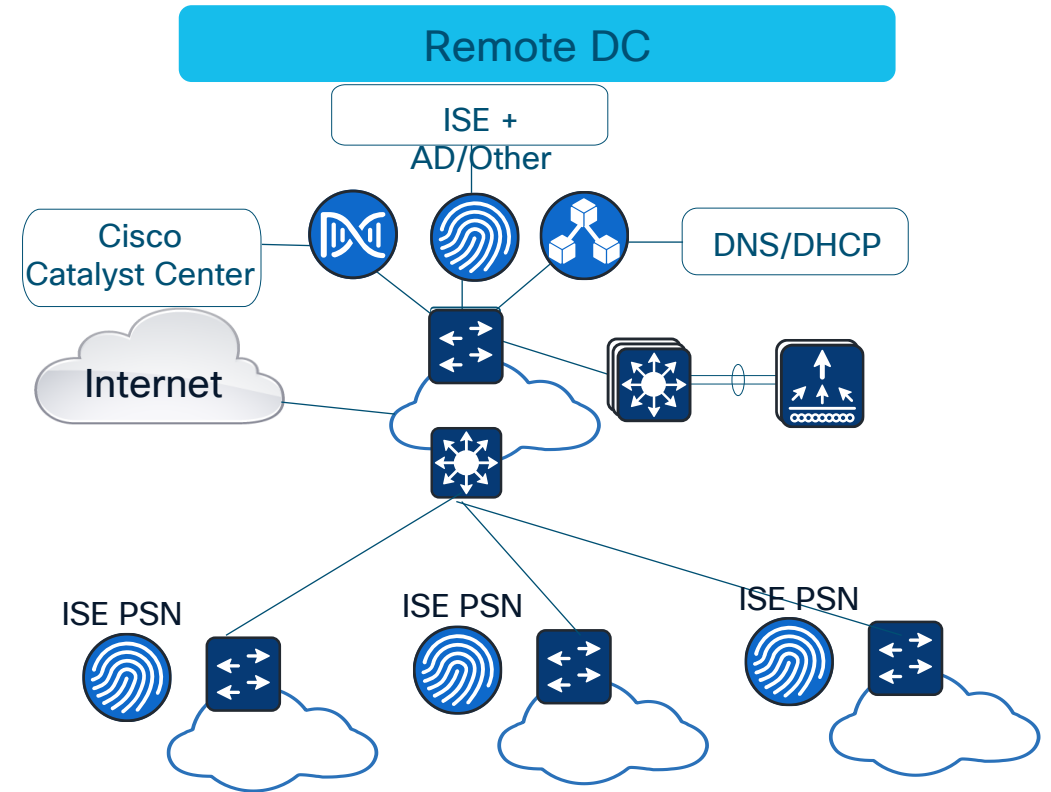 Remote DC
ISE +
AD/Other
Cisco
Catalyst Center
DNS/DHCP
Internet
ISE PSN
ISE PSN
ISE PSN